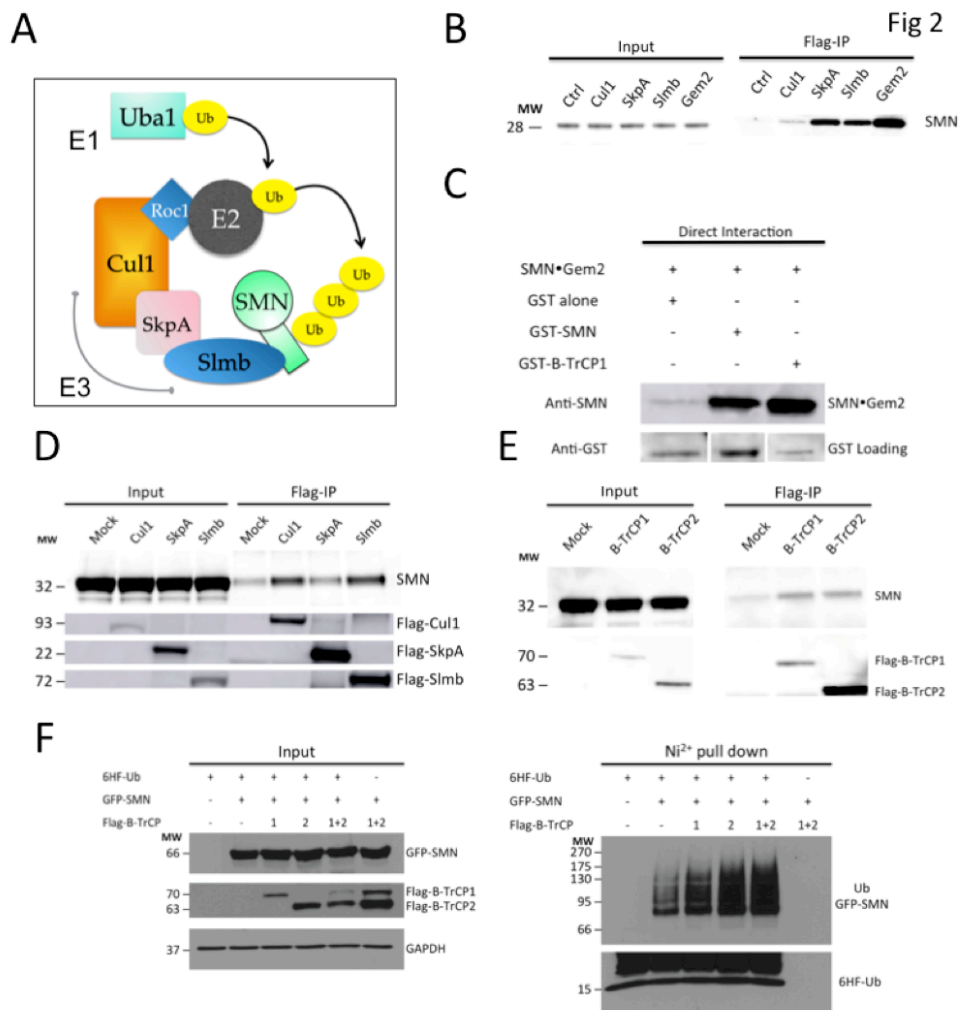 Fig 2
A
Uba1
Ub
E1
Roc1
E2
Ub
Cul1
Ub
SMN
Ub
SkpA
Ub
Slmb
E3
B
Input
Flag-IP
Ctrl
Cul1
SkpA
Slmb
Gem2
Ctrl
Cul1
SkpA
Slmb
Gem2
MW
28
SMN
C
Direct Interaction
SMN•Gem2 + + +
GST alone + - -
GST-SMN - + -
GST-B-TrCP1 - - +
Anti-SMN
SMN•Gem2
Anti-GST
GST Loading
D
Input
Flag-IP
Mock
Cul1
SkpA
Slmb
Mock
Cul1
SkpA
Slmb
MW
32
SMN
93
Flag-Cul1
22
Flag-SkpA
72
Flag-Slmb
E
Input
Flag-IP
Mock
B-TrCP1
B-TrCP2
Mock
B-TrCP1
B-TrCP2
MW
32
SMN
70
Flag-B-TrCP1
63
Flag-B-TrCP2
F
Input
6HF-Ub + + + + + -
GFP-SMN - + + + + +
Flag-B-TrCP - - 1 2 1+2 1+2
MW
66
GFP-SMN
70
Flag-B-TrCP1
63
Flag-B-TrCP2
37
GAPDH
Ni2+ pull down
6HF-Ub + + + + + -
GFP-SMN - + + + + +
Flag-B-TrCP - - 1 2 1+2 1+2
MW
270
175
130
95
66
Ub
GFP-SMN
15
6HF-Ub